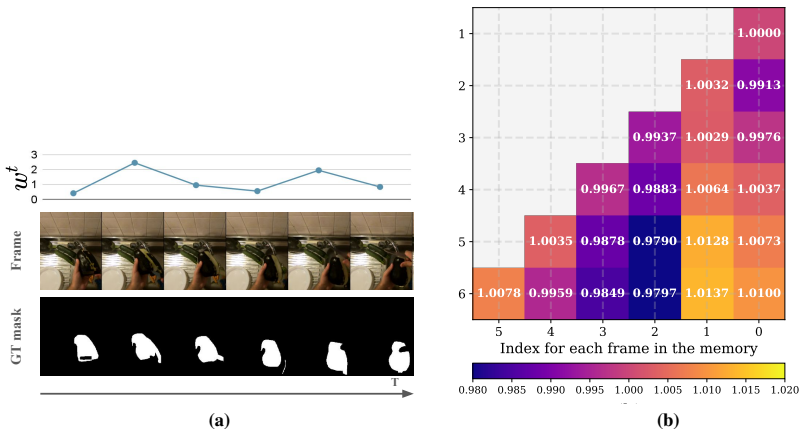 3
2
1
0
w^t
Frame
GT mask
T
(a)
1
1.0000
2
1.0032 0.9913
3
0.9937 1.0029 0.9976
4
0.9967 0.9883 1.0064 1.0037
5
1.0035 0.9878 0.9790 1.0128 1.0073
6
1.0078 0.9959 0.9849 0.9797 1.0137 1.0100
5 4 3 2 1 0
Index for each frame in the memory
0.980 0.985 0.990 0.995 1.000 1.005 1.010 1.015 1.020
(b)